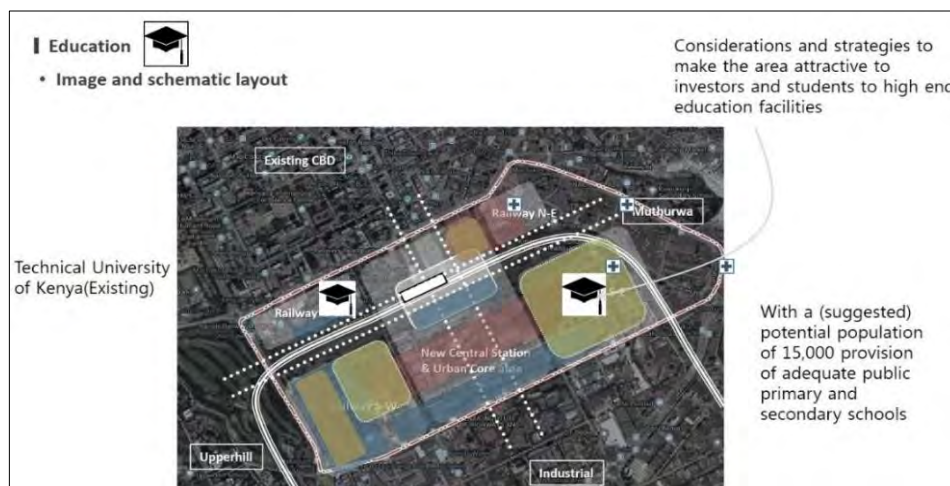 Education
• Image and schematic layout
Considerations and strategies to
make the area attractive to
investors and students to high end
education facilities
Existing CBD
Railway N-E
Muthurwa
Technical University
of Kenya(Existing)
Railway
New Central Station
& Urban Core area
With a (suggested)
potential population
of 15,000 provision
of adequate public
primary and
secondary schools
Upperhill
Industrial